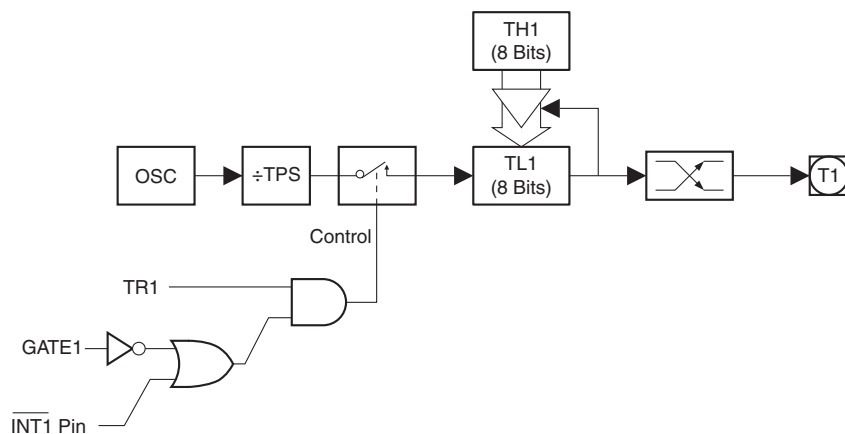 TH1
(8 Bits)
OSC
÷TPS
TL1
(8 Bits)
T1
Control
TR1
GATE1
INT1 Pin